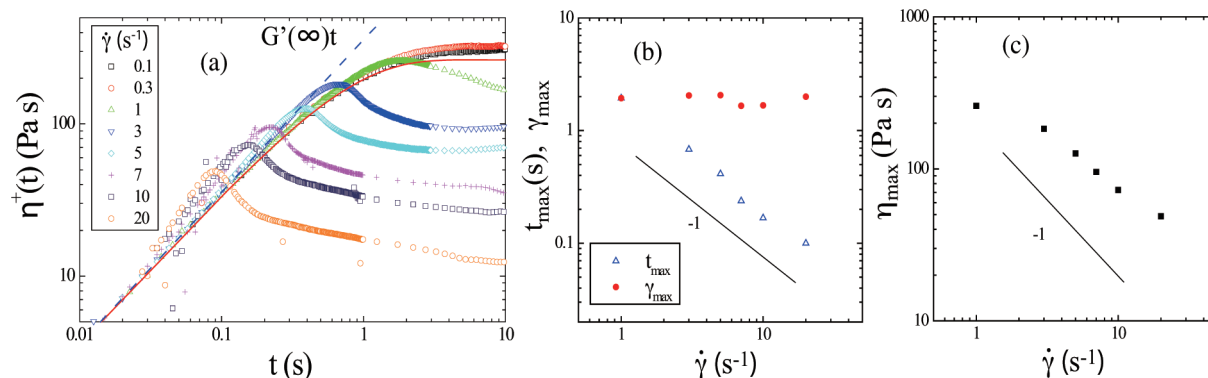 γ̇ (s⁻¹)
0.1
0.3
1
3
5
7
10
20
(a)
G'(∞)t
η⁺(t) (Pa s)
100
10
0.01
0.1
1
10
t (s)
(b)
t_max(s), γ_max
10
1
0.1
-1
t_max
γ_max
1
10
γ̇ (s⁻¹)
(c)
η_max(Pa s)
1000
100
10
-1
1
10
γ̇ (s⁻¹)